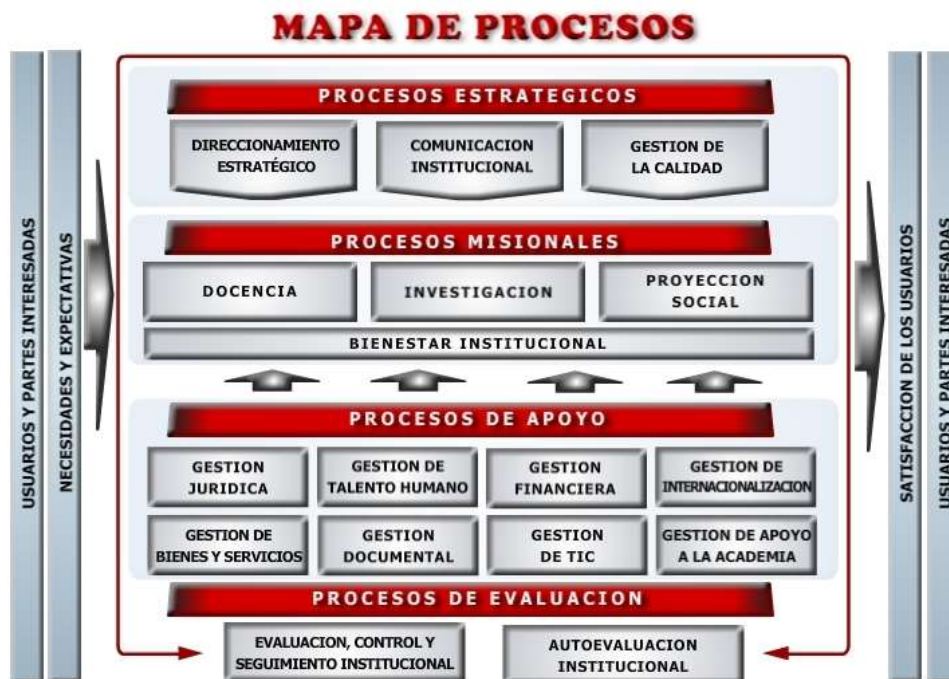 MAPA DE PROCESOS
USUARIOS Y PARTES INTERESADAS
NECESIDADES Y EXPECTATIVAS
PROCESOS ESTRATEGICOS
DIRECCIONAMIENTO
ESTRATÉGICO
COMUNICACION
INSTITUCIONAL
GESTION DE
LA CALIDAD
PROCESOS MISIONALES
DOCENCIA
INVESTIGACION
PROYECCION
SOCIAL
BIENESTAR INSTITUCIONAL
PROCESOS DE APOYO
GESTION
JURIDICA
GESTION DE
TALENTO HUMANO
GESTION
FINANCIERA
GESTION DE
INTERNACIONALIZACION
GESTION DE
BIENES Y SERVICIOS
GESTION
DOCUMENTAL
GESTION
DE TIC
GESTION DE APOYO
A LA ACADEMIA
PROCESOS DE EVALUACION
EVALUACION, CONTROL Y
SEGUIMIENTO INSTITUCIONAL
AUTOEVALUACION
INSTITUCIONAL
SATISFACCION DE LOS USUARIOS
USUARIOS Y PARTES INTERESADAS